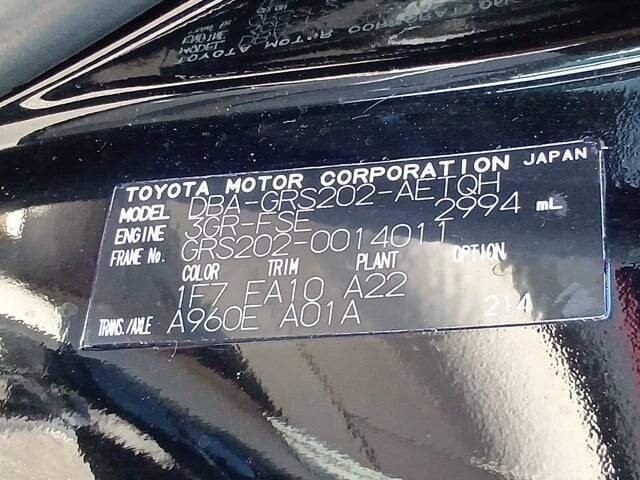 TOYOTA MOTOR CORPORATION JAPAN
MODEL DBA-GRS202-AETQH
ENGINE 3GR-FSE 2994 mL
FRAME No. GRS202-0014011
COLOR TRIM PLANT OPTION
1F7 FA10 A22
TRANS./AXLE A960E A01A 214